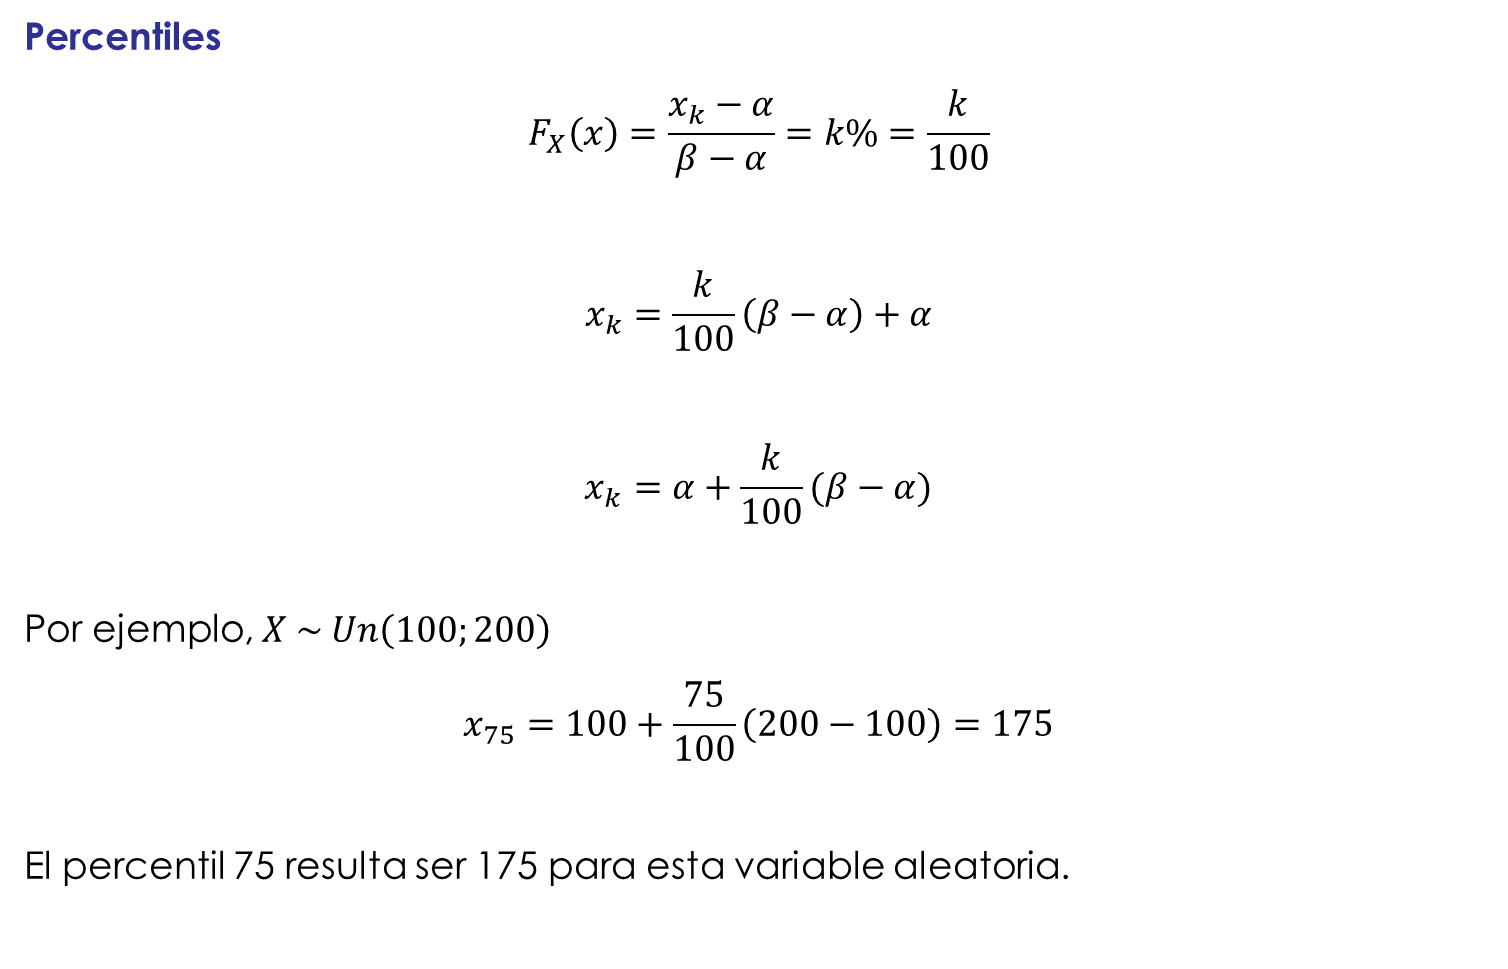 Percentiles
F_X(x) = (x_k − α)/(β − α) = k% = k/100
x_k = k/100 (β − α) + α
x_k = α + k/100 (β − α)
Por ejemplo, X ~ Un(100; 200)
x_75 = 100 + 75/100 (200 − 100) = 175
El percentil 75 resulta ser 175 para esta variable aleatoria.